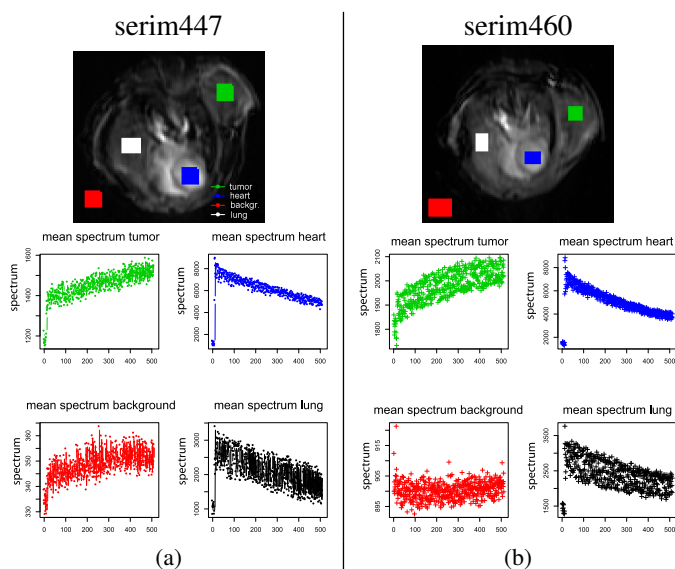 serim447
tumor
heart
backgr.
lung
mean spectrum tumor
spectrum
1200 1400 1600
0 100 200 300 400 500
mean spectrum heart
spectrum
2000 4000 6000 8000
0 100 200 300 400 500
mean spectrum background
spectrum
330 340 350 360
0 100 200 300 400 500
mean spectrum lung
spectrum
1000 2000 3000
0 100 200 300 400 500
(a)
serim460
mean spectrum tumor
spectrum
1800 1900 2000 2100
0 100 200 300 400 500
mean spectrum heart
spectrum
2000 4000 6000 8000
0 100 200 300 400 500
mean spectrum background
spectrum
885 895 905 915
0 100 200 300 400 500
mean spectrum lung
spectrum
1500 2500 3500
0 100 200 300 400 500
(b)